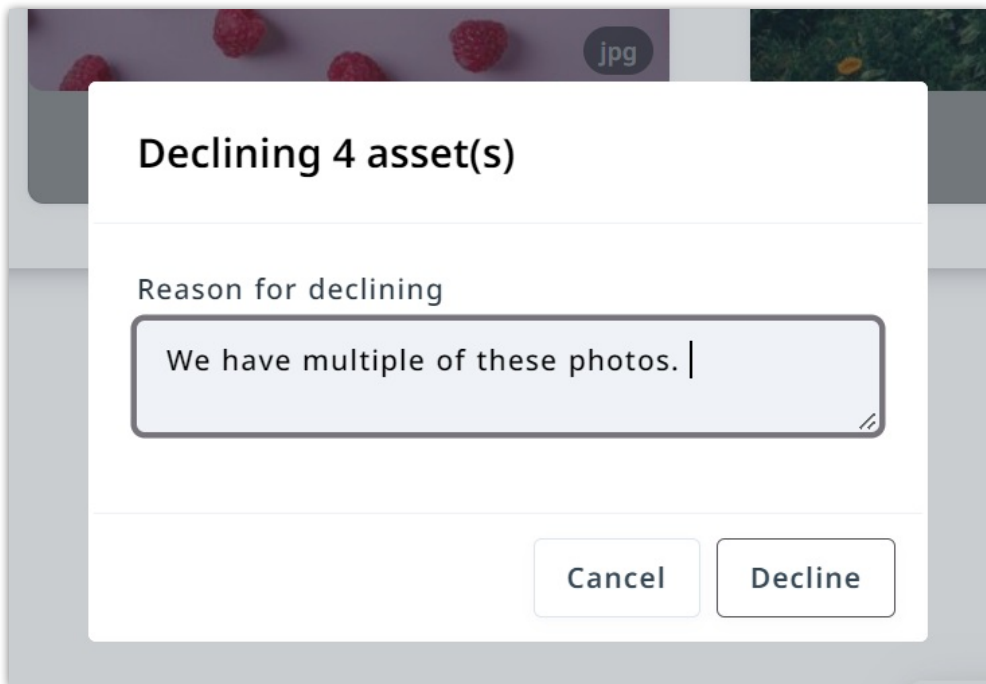 jpg
Declining 4 asset(s)
Reason for declining
We have multiple of these photos.
Cancel
Decline